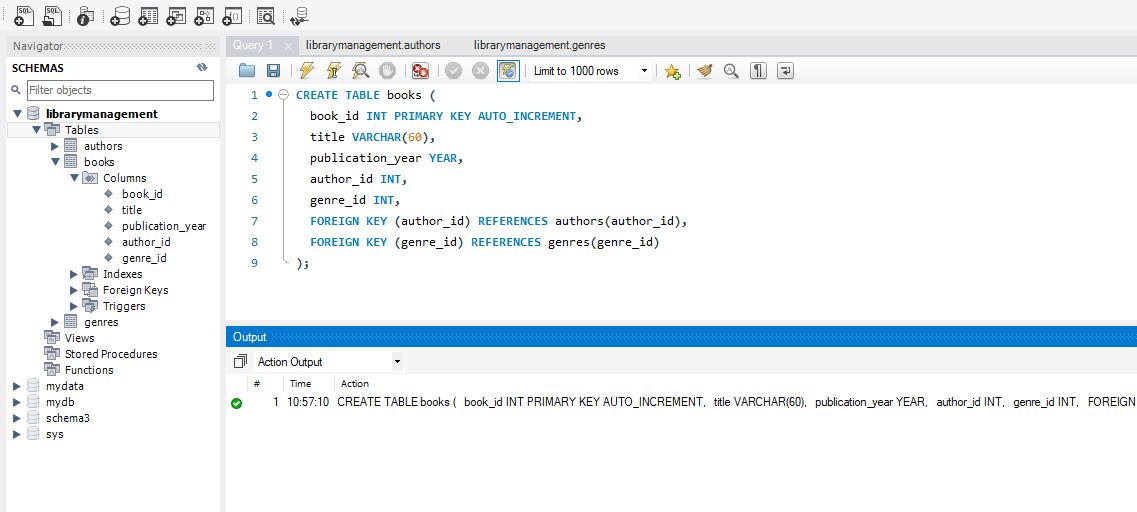 SQL SQL
Navigator
SCHEMAS
Filter objects
librarymanagement
Tables
authors
books
Columns
book_id
title
publication_year
author_id
genre_id
Indexes
Foreign Keys
Triggers
genres
Views
Stored Procedures
Functions
mydata
mydb
schema3
sys
Query 1 librarymanagement.authors librarymanagement.genres
Limit to 1000 rows
1 CREATE TABLE books (
2 book_id INT PRIMARY KEY AUTO_INCREMENT,
3 title VARCHAR(60),
4 publication_year YEAR,
5 author_id INT,
6 genre_id INT,
7 FOREIGN KEY (author_id) REFERENCES authors(author_id),
8 FOREIGN KEY (genre_id) REFERENCES genres(genre_id)
9 );
Output
Action Output
# Time Action
1 10:57:10 CREATE TABLE books ( book_id INT PRIMARY KEY AUTO_INCREMENT, title VARCHAR(60), publication_year YEAR, author_id INT, genre_id INT, FOREIGN